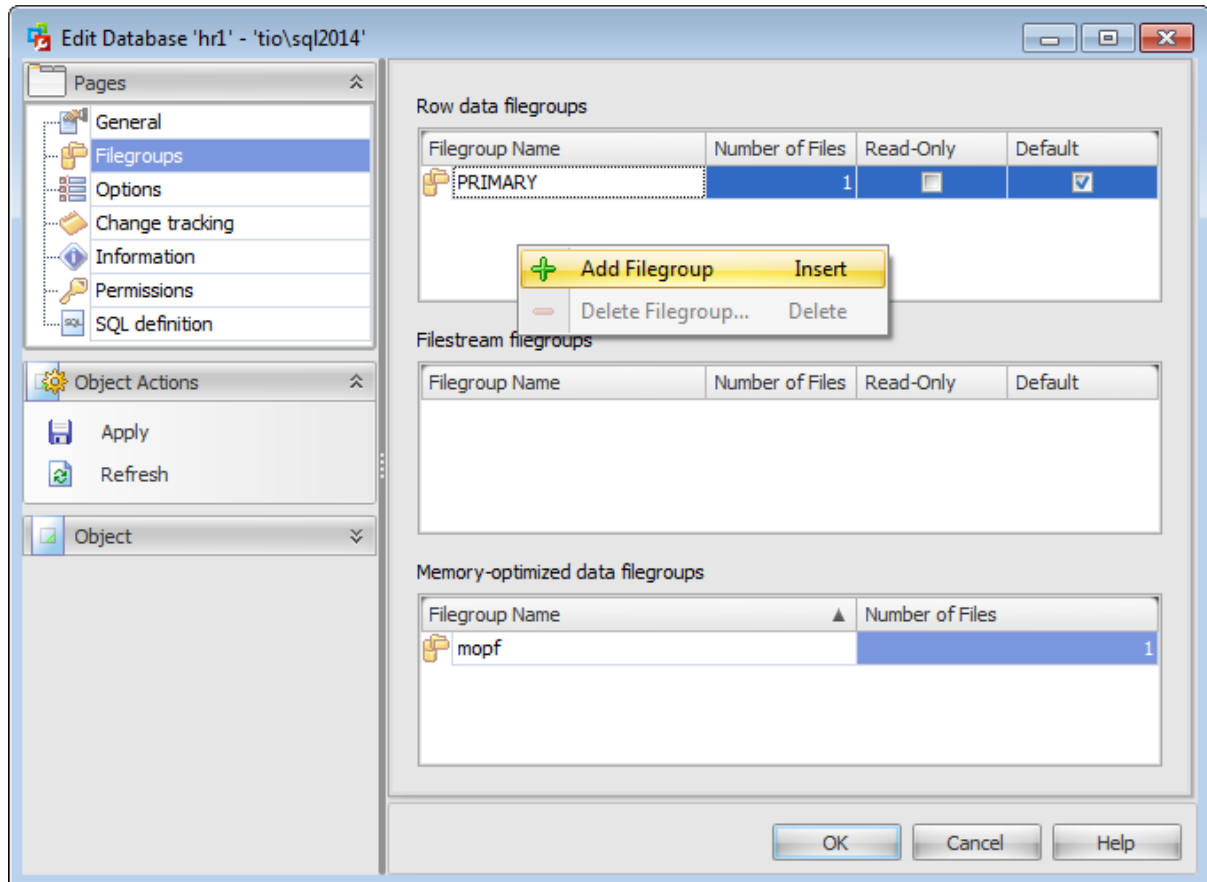 Edit Database 'hr1' - 'tio\sql2014'
Pages
General
Filegroups
Options
Change tracking
Information
Permissions
SQL definition
Object Actions
Apply
Refresh
Object
Row data filegroups
Filegroup Name Number of Files Read-Only Default
PRIMARY 1
Add Filegroup Insert
Delete Filegroup... Delete
Filestream filegroups
Filegroup Name Number of Files Read-Only Default
Memory-optimized data filegroups
Filegroup Name Number of Files
mopf 1
OK Cancel Help